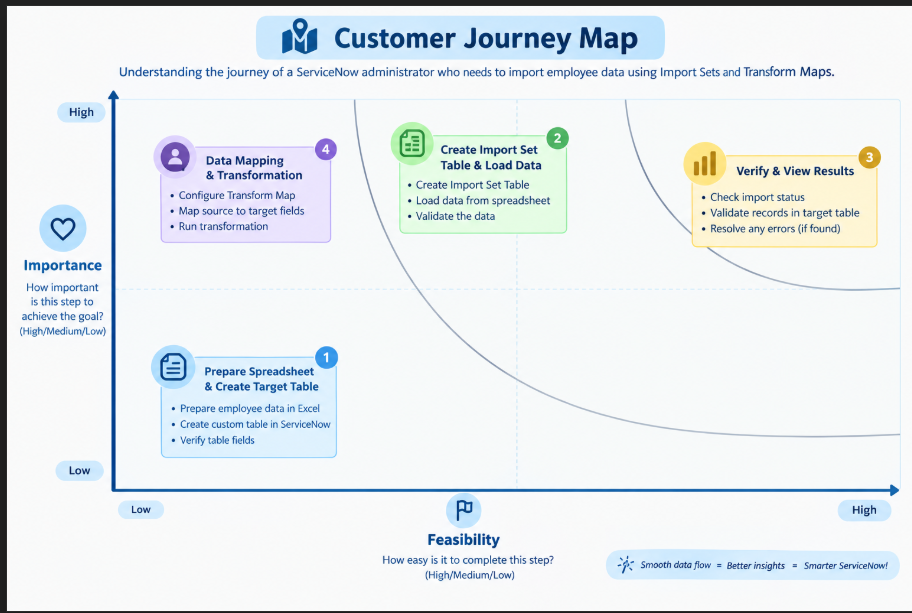 Customer Journey Map
Understanding the journey of a ServiceNow administrator who needs to import employee data using Import Sets and Transform Maps.
High
Data Mapping
& Transformation
4
• Configure Transform Map
• Map source to target fields
• Run transformation
Create Import Set
Table & Load Data
2
• Create Import Set Table
• Load data from spreadsheet
• Validate the data
Verify & View Results
3
• Check import status
• Validate records in target table
• Resolve any errors (if found)
Importance
How important
is this step to
achieve the goal?
(High/Medium/Low)
Prepare Spreadsheet
& Create Target Table
1
• Prepare employee data in Excel
• Create custom table in ServiceNow
• Verify table fields
Low
Low
High
Feasibility
How easy is it to complete this step?
(High/Medium/Low)
Smooth data flow = Better insights = Smarter ServiceNow!